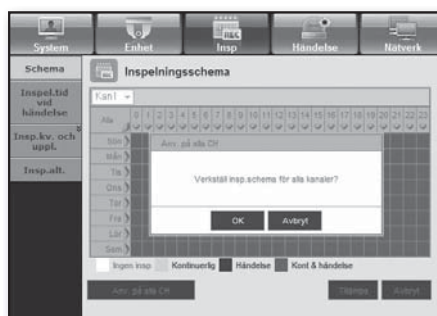 System Enhet Insp Händelse Nätverk
Schema
Inspel.tid
vid
händelse
Insp.kv. och
uppl.
Insp.alt.
Inspelningsschema
Kan1
Alla 0 1 2 3 4 5 6 7 8 9 10 11 12 13 14 15 16 17 18 19 20 21 22 23
Sön
Mån
Tis
Ons
Tor
Fre
Lör
Sem
Anv. på alla CH
Verkställ insp.schema för alla kanaler?
OK Avbryt
Ingen insp Kontinuerlig Händelse Kont & händelse
Anv. på alla CH Tillämpa Avbryt